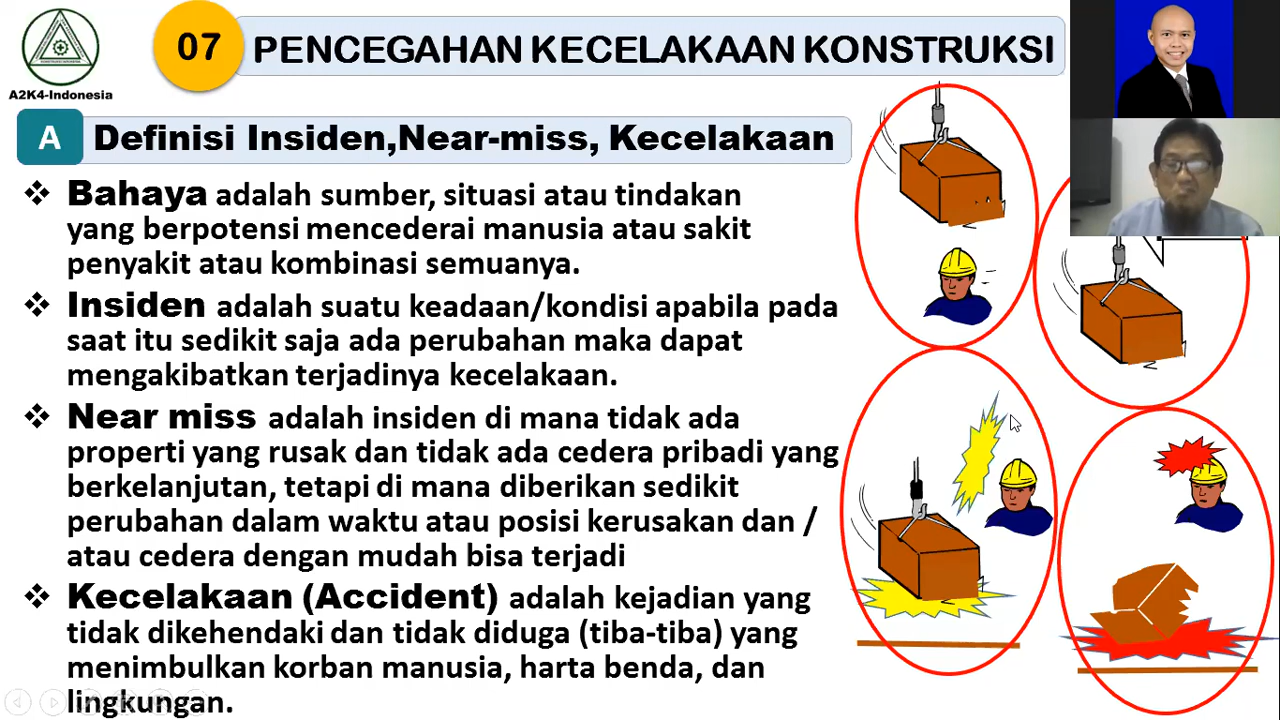 A2K4-Indonesia
07
PENCEGAHAN KECELAKAAN KONSTRUKSI
A
Definisi Insiden,Near-miss, Kecelakaan
❖ Bahaya adalah sumber, situasi atau tindakan
yang berpotensi mencederai manusia atau sakit
penyakit atau kombinasi semuanya.
❖ Insiden adalah suatu keadaan/kondisi apabila pada
saat itu sedikit saja ada perubahan maka dapat
mengakibatkan terjadinya kecelakaan.
❖ Near miss adalah insiden di mana tidak ada
properti yang rusak dan tidak ada cedera pribadi yang
berkelanjutan, tetapi di mana diberikan sedikit
perubahan dalam waktu atau posisi kerusakan dan /
atau cedera dengan mudah bisa terjadi
❖ Kecelakaan (Accident) adalah kejadian yang
tidak dikehendaki dan tidak diduga (tiba-tiba) yang
menimbulkan korban manusia, harta benda, dan
lingkungan.